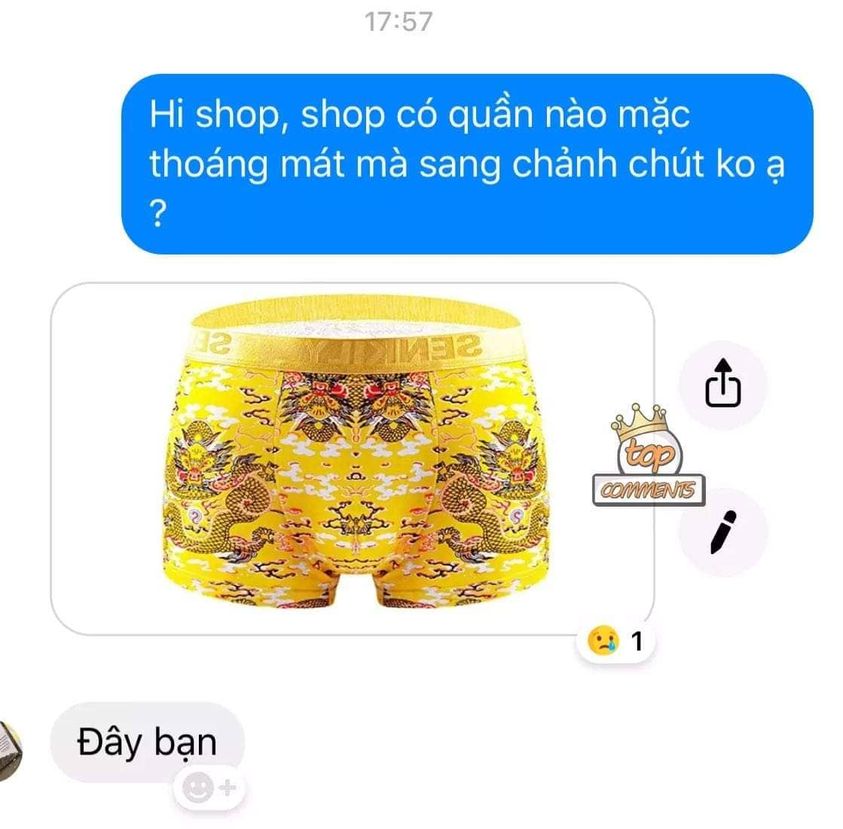 17:57
Hi shop, shop có quần nào mặc
thoáng mát mà sang chảnh chút ko ạ
?
SENKILY
top
COMMENTS
1
Đây bạn